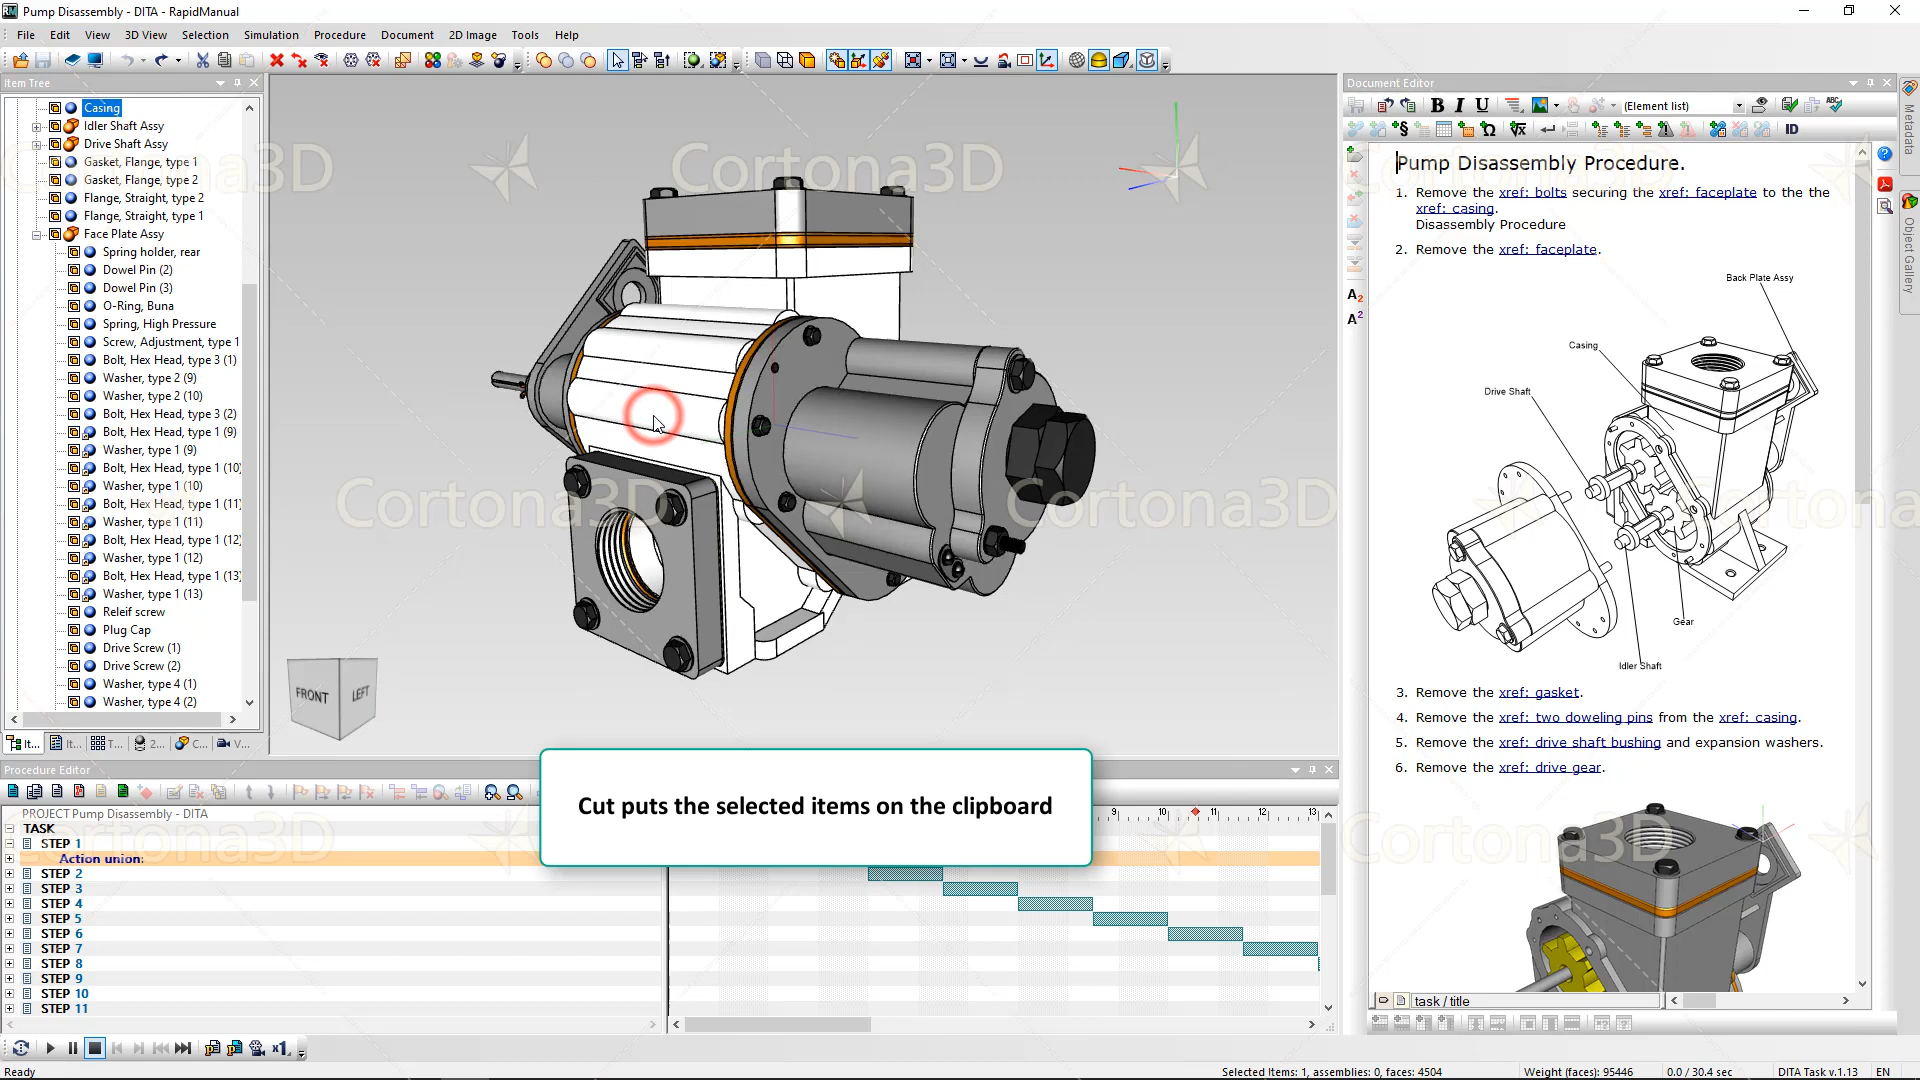 Pump Disassembly - DITA - RapidManual
File Edit View 3D View Selection Simulation Procedure Document 2D Image Tools Help
Item Tree
Casing
Idler Shaft Assy
Drive Shaft Assy
Gasket, Flange, type 1
Gasket, Flange, type 2
Flange, Straight, type 2
Flange, Straight, type 1
Face Plate Assy
Spring holder, rear
Dowel Pin (2)
Dowel Pin (3)
O-Ring, Buna
Spring, High Pressure
Screw, Adjustment, type 1
Bolt, Hex Head, type 3 (1)
Washer, type 2 (9)
Washer, type 2 (10)
Bolt, Hex Head, type 3 (2)
Bolt, Hex Head, type 1 (9)
Washer, type 1 (9)
Bolt, Hex Head, type 1 (10)
Washer, type 1 (10)
Bolt, Hex Head, type 1 (11)
Washer, type 1 (11)
Bolt, Hex Head, type 1 (12)
Washer, type 1 (12)
Bolt, Hex Head, type 1 (13)
Washer, type 1 (13)
Releif screw
Plug Cap
Drive Screw (1)
Drive Screw (2)
Washer, type 4 (1)
Washer, type 4 (2)
It... It... T... 2... C... V...
Cortona3D
Cortona3D
Cortona3D
FRONT LEFT
Document Editor
B I U (Element list)
ID
Metadata
Object Gallery
Pump Disassembly Procedure.
1. Remove the xref: bolts securing the xref: faceplate to the the
xref: casing.
Disassembly Procedure
2. Remove the xref: faceplate.
Back Plate Assy
Casing
Drive Shaft
Gear
Idler Shaft
3. Remove the xref: gasket.
4. Remove the xref: two doweling pins from the xref: casing.
5. Remove the xref: drive shaft bushing and expansion washers.
6. Remove the xref: drive gear.
Cortona3D
task / title
Procedure Editor
PROJECT Pump Disassembly - DITA
TASK
STEP 1
Action union:
STEP 2
STEP 3
STEP 4
STEP 5
STEP 6
STEP 7
STEP 8
STEP 9
STEP 10
STEP 11
9 10 11 12 13
Cut puts the selected items on the clipboard
x1
Ready
Selected Items: 1, assemblies: 0, faces: 4504 Weight (faces): 95446 0.0 / 30.4 sec DITA Task v.1.13 EN